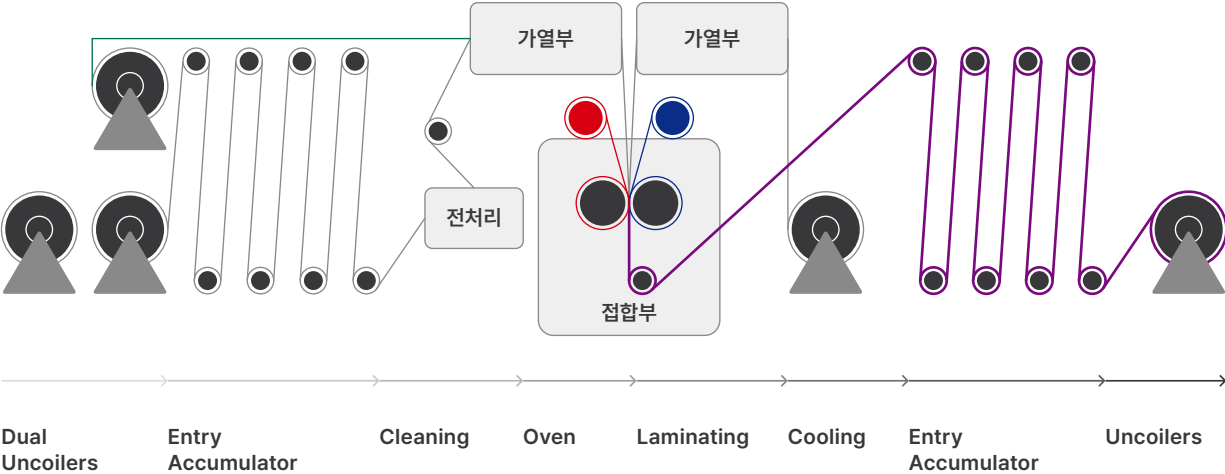 가열부
가열부
전처리
접합부
Dual
Uncoilers
Entry
Accumulator
Cleaning
Oven
Laminating
Cooling
Entry
Accumulator
Uncoilers